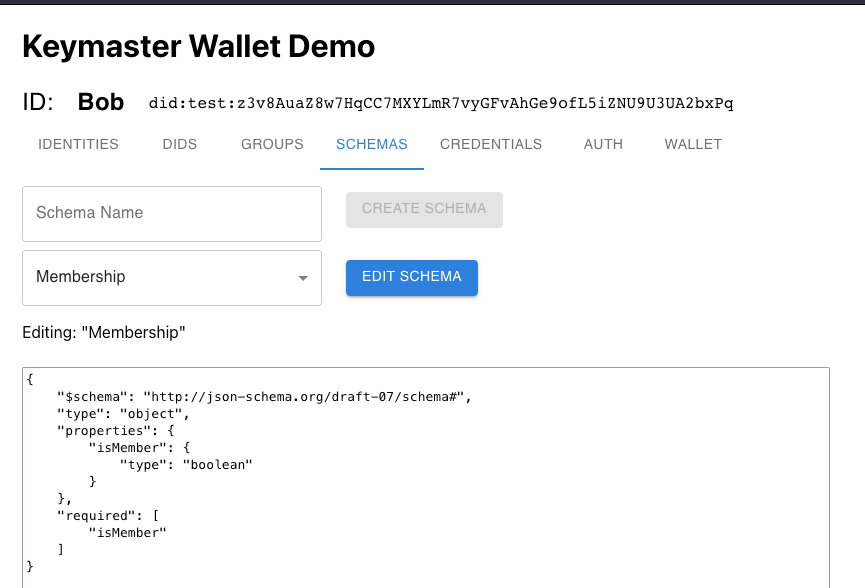 Keymaster Wallet Demo
ID: Bob did:test:z3v8AuaZ8w7HqCC7MXYLmR7vyGFvAhGe9ofL5iZNU9U3UA2bxPq
IDENTITIES DIDS GROUPS SCHEMAS CREDENTIALS AUTH WALLET
Schema Name CREATE SCHEMA
Membership EDIT SCHEMA
Editing: "Membership"
{
    "$schema": "http://json-schema.org/draft-07/schema#",
    "type": "object",
    "properties": {
        "isMember": {
            "type": "boolean"
        }
    },
    "required": [
        "isMember"
    ]
}